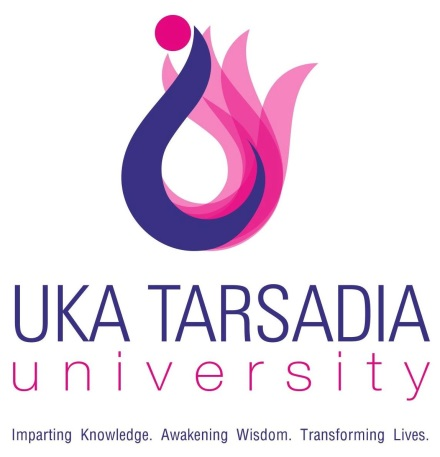 UKA TARSADIA
university
Imparting Knowledge. Awakening Wisdom. Transforming Lives.